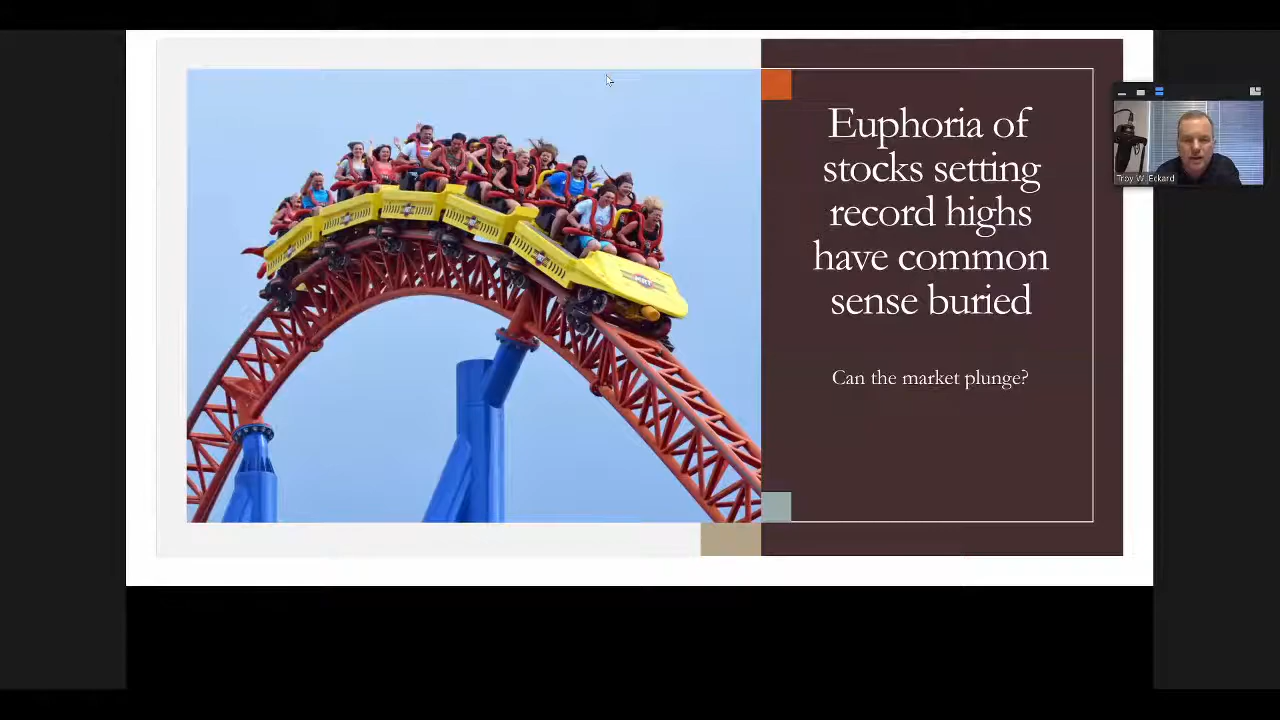 Euphoria of
stocks setting
record highs
have common
sense buried
Can the market plunge?
Troy W. Eckard